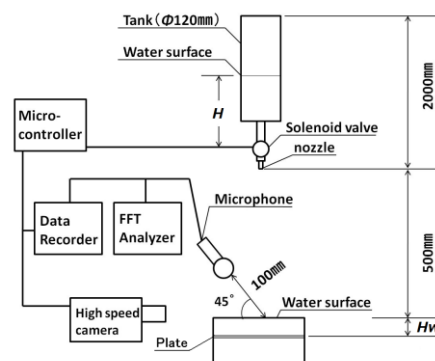 Tank (Φ120mm)
Water surface
H
2000mm
Micro-
controller
Solenoid valve
nozzle
Microphone
Data
Recorder
FFT
Analyzer
100mm
500mm
45°
Water surface
High speed
camera
Plate
Hw